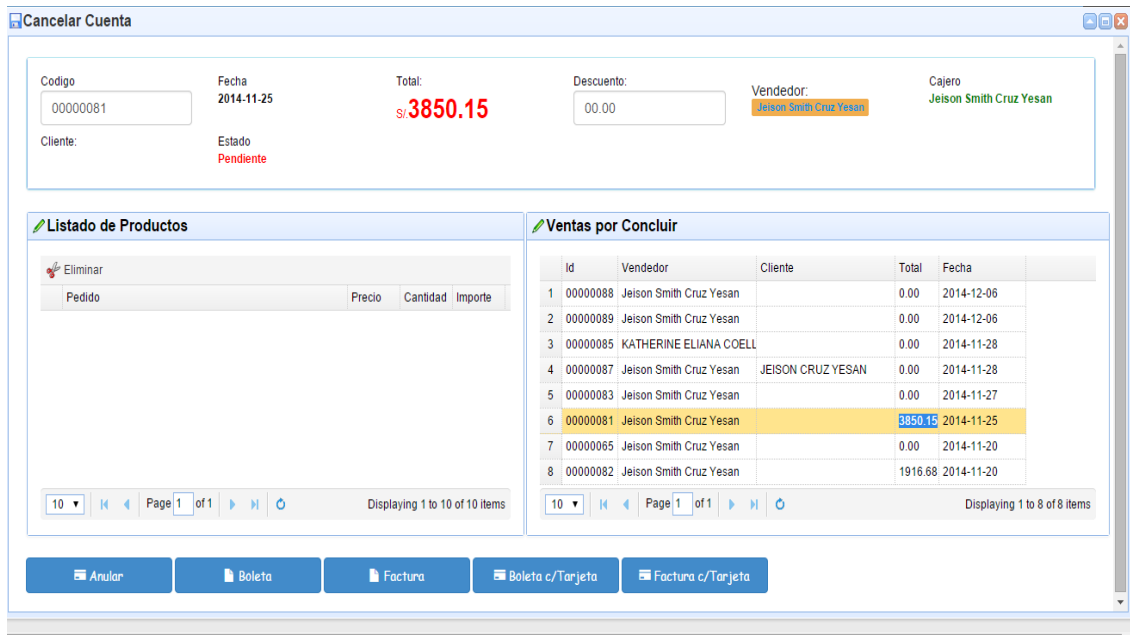 Cancelar Cuenta
Codigo Fecha Total: Descuento: Vendedor: Cajero
00000081 2014-11-25 S/.3850.15 00.00 Jeison Smith Cruz Yesan Jeison Smith Cruz Yesan
Cliente: Estado
Pendiente
Listado de Productos
Eliminar
Pedido Precio Cantidad Importe
10 Page 1 of 1 Displaying 1 to 10 of 10 items
Ventas por Concluir
Id Vendedor Cliente Total Fecha
1 00000088 Jeison Smith Cruz Yesan 0.00 2014-12-06
2 00000089 Jeison Smith Cruz Yesan 0.00 2014-12-06
3 00000085 KATHERINE ELIANA COELL 0.00 2014-11-28
4 00000087 Jeison Smith Cruz Yesan JEISON CRUZ YESAN 0.00 2014-11-28
5 00000083 Jeison Smith Cruz Yesan 0.00 2014-11-27
6 00000081 Jeison Smith Cruz Yesan 3850.15 2014-11-25
7 00000065 Jeison Smith Cruz Yesan 0.00 2014-11-20
8 00000082 Jeison Smith Cruz Yesan 1916.68 2014-11-20
10 Page 1 of 1 Displaying 1 to 8 of 8 items
Anular Boleta Factura Boleta c/Tarjeta Factura c/Tarjeta